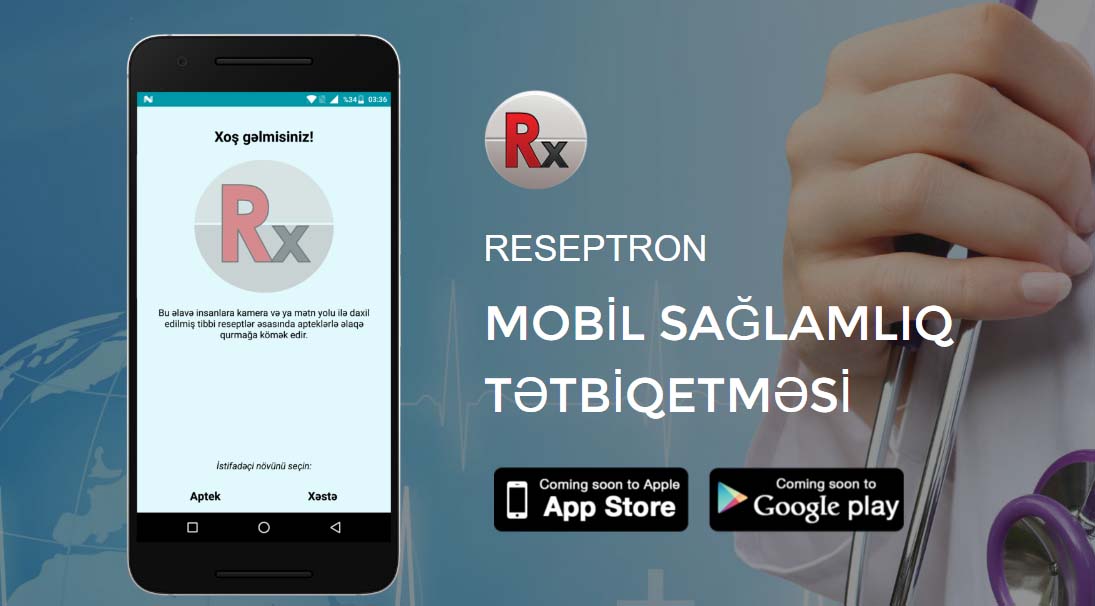 %34 03:36
Xoş gəlmisiniz!
Rx
Bu əlavə insanlara kamera və ya mətn yolu ilə daxil
edilmiş tibbi reseptlər əsasında apteklərlə əlaqə
qurmağa kömək edir.
İstifadəçi növünü seçin:
Aptek Xəstə
Rx
RESEPTRON
MOBİL SAĞLAMLIQ
TƏTBİQETMƏSİ
Coming soon to Apple
App Store
Coming soon to
Google play